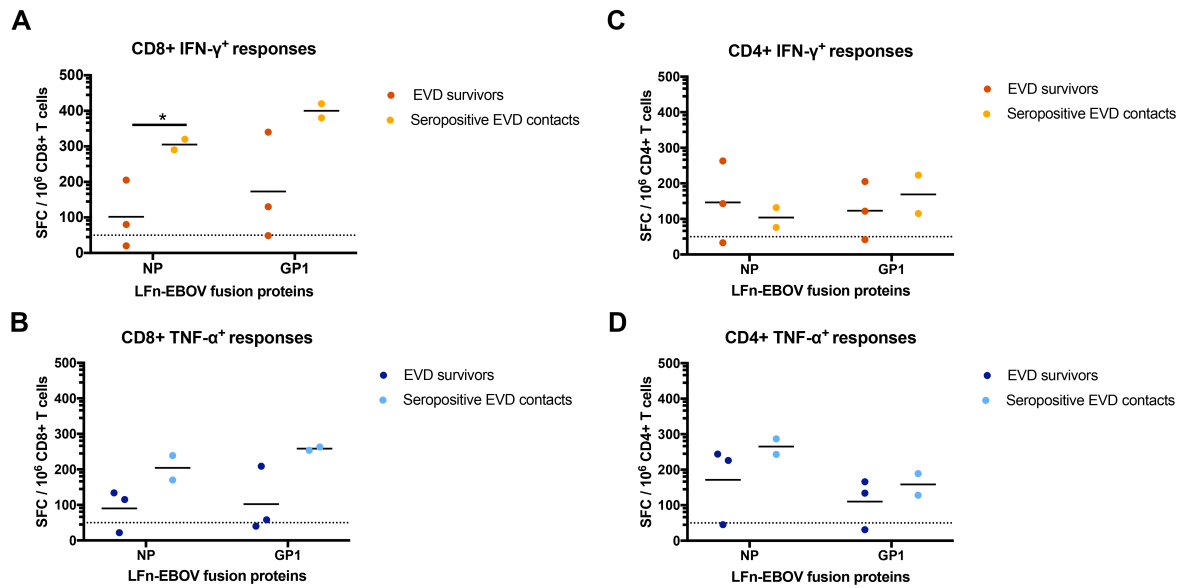 A
CD8+ IFN-γ+ responses
500
400
300
200
100
0
SFC / 10⁶ CD8+ T cells
*
NP
GP1
LFn-EBOV fusion proteins
EVD survivors
Seropositive EVD contacts
C
CD4+ IFN-γ+ responses
500
400
300
200
100
0
SFC / 10⁶ CD4+ T cells
NP
GP1
LFn-EBOV fusion proteins
EVD survivors
Seropositive EVD contacts
B
CD8+ TNF-α+ responses
500
400
300
200
100
0
SFC / 10⁶ CD8+ T cells
NP
GP1
LFn-EBOV fusion proteins
EVD survivors
Seropositive EVD contacts
D
CD4+ TNF-α+ responses
500
400
300
200
100
0
SFC / 10⁶ CD4+ T cells
NP
GP1
LFn-EBOV fusion proteins
EVD survivors
Seropositive EVD contacts